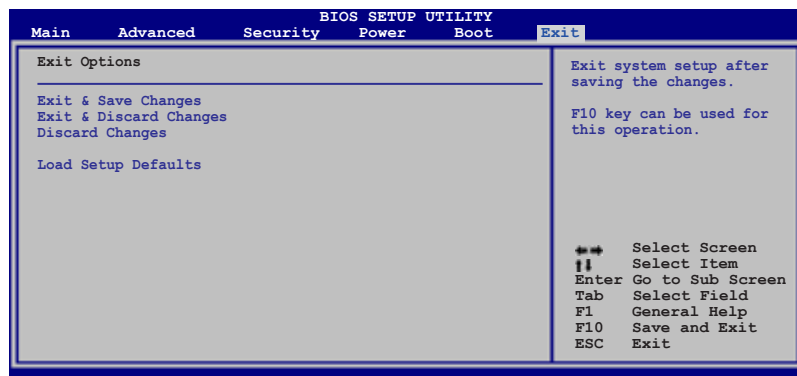 BIOS SETUP UTILITY
Main Advanced Security Power Boot Exit
Exit Options
Exit & Save Changes
Exit & Discard Changes
Discard Changes
Load Setup Defaults
Exit system setup after
saving the changes.
F10 key can be used for
this operation.
←→ Select Screen
↑↓ Select Item
Enter Go to Sub Screen
Tab Select Field
F1 General Help
F10 Save and Exit
ESC Exit